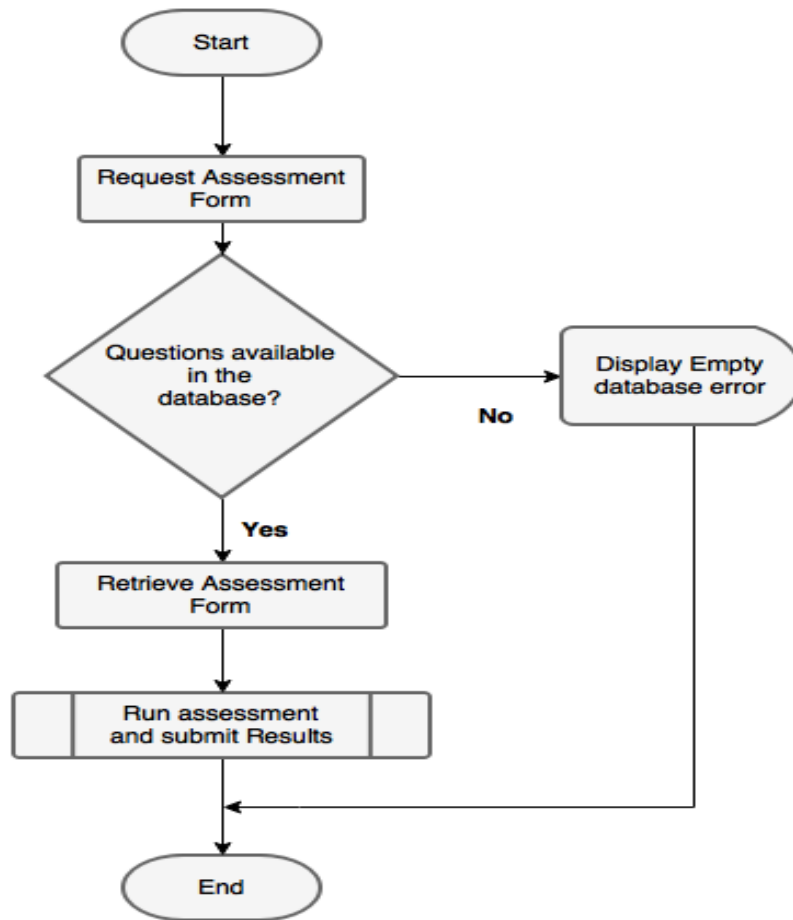 Start
Request Assessment
Form
Questions available
in the
database?
No
Display Empty
database error
Yes
Retrieve Assessment
Form
Run assessment
and submit Results
End